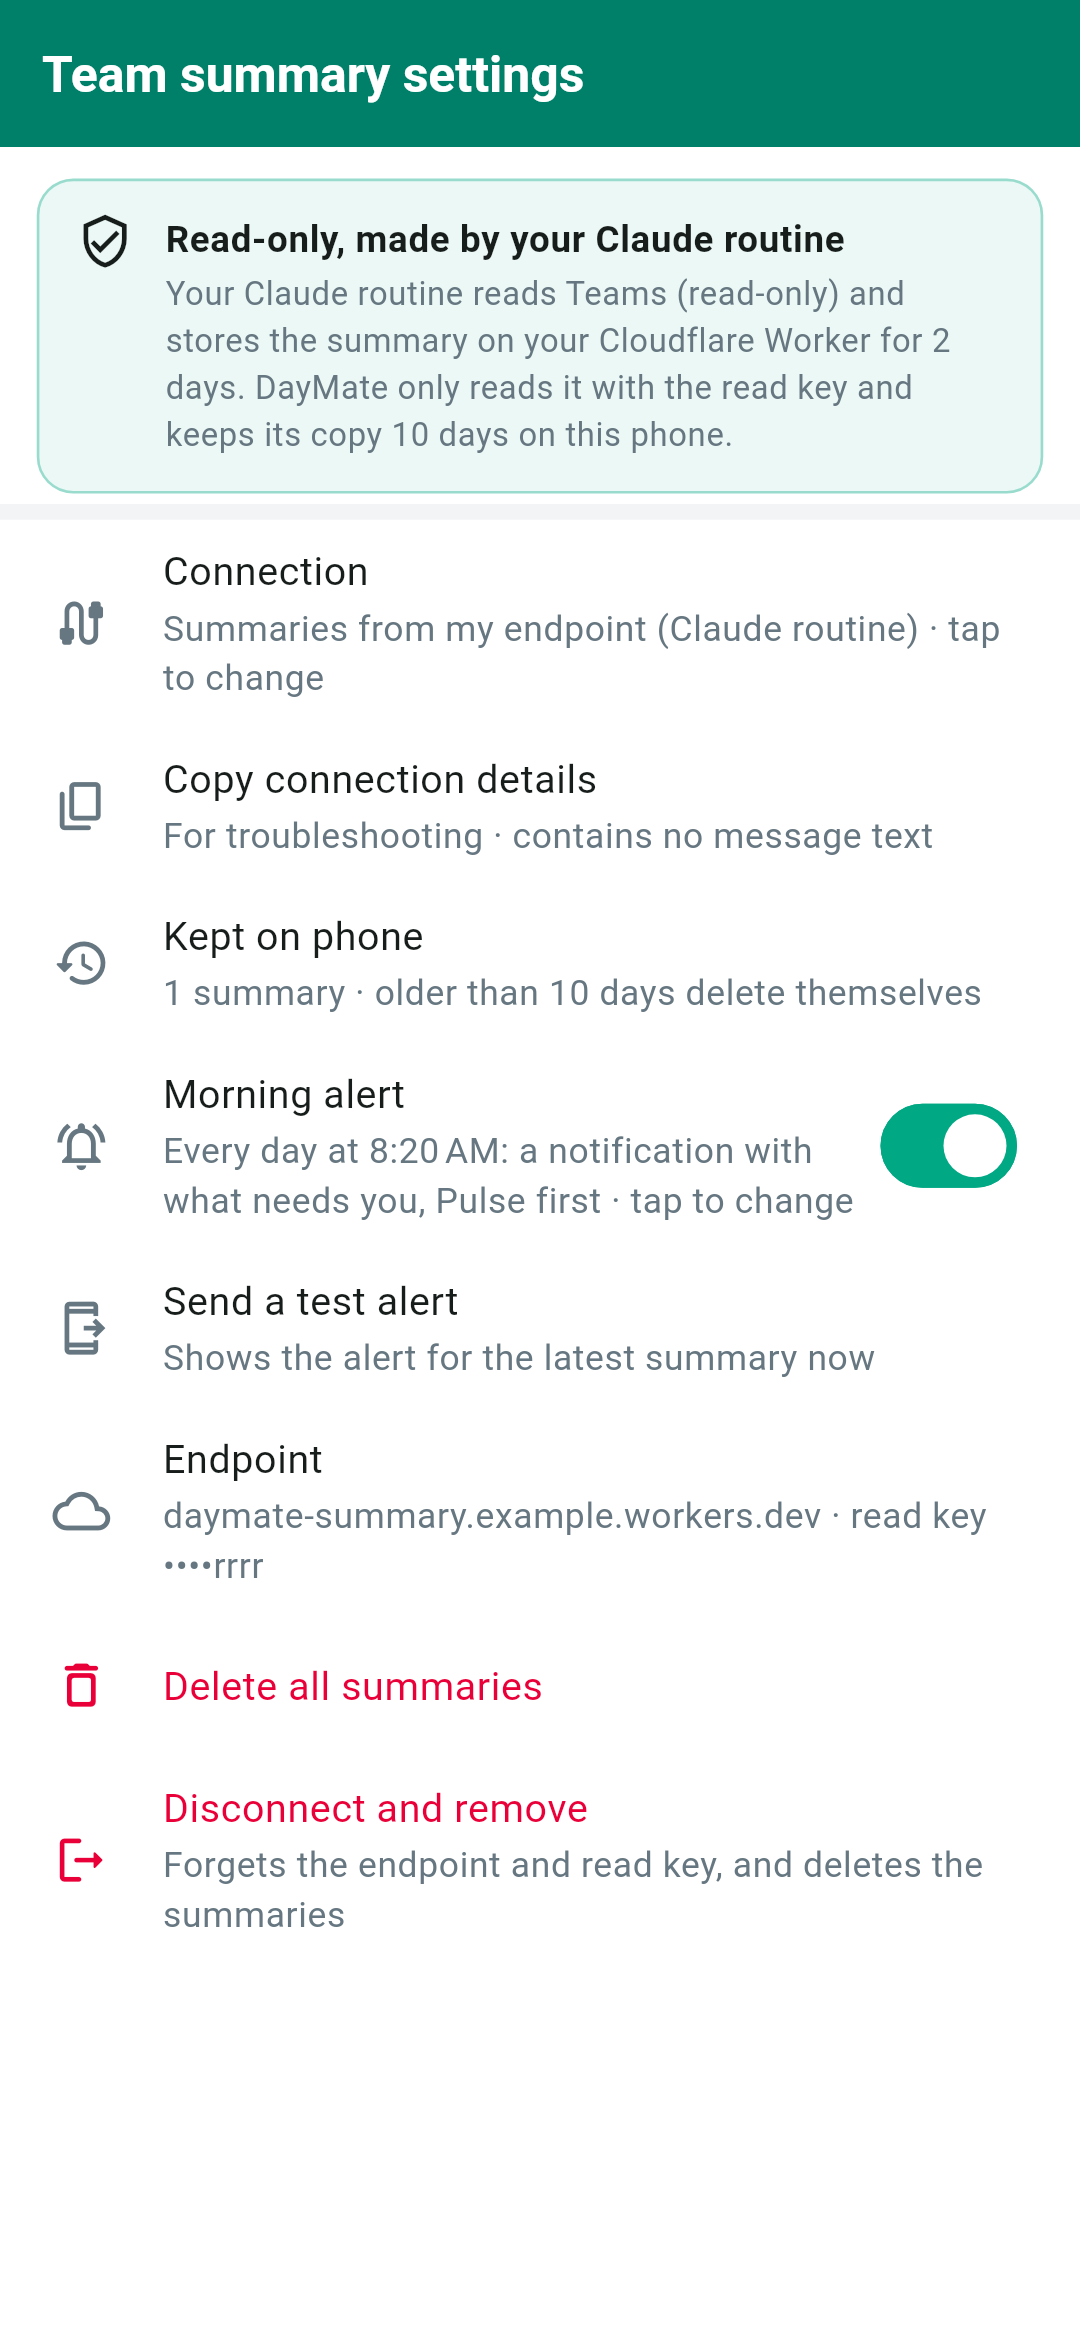 Team summary settings
Read-only, made by your Claude routine
Your Claude routine reads Teams (read-only) and
stores the summary on your Cloudflare Worker for 2
days. DayMate only reads it with the read key and
keeps its copy 10 days on this phone.
Connection
Summaries from my endpoint (Claude routine) · tap
to change
Copy connection details
For troubleshooting · contains no message text
Kept on phone
1 summary · older than 10 days delete themselves
Morning alert
Every day at 8:20 AM: a notification with
what needs you, Pulse first · tap to change
Send a test alert
Shows the alert for the latest summary now
Endpoint
daymate-summary.example.workers.dev · read key
••••rrrr
Delete all summaries
Disconnect and remove
Forgets the endpoint and read key, and deletes the
summaries